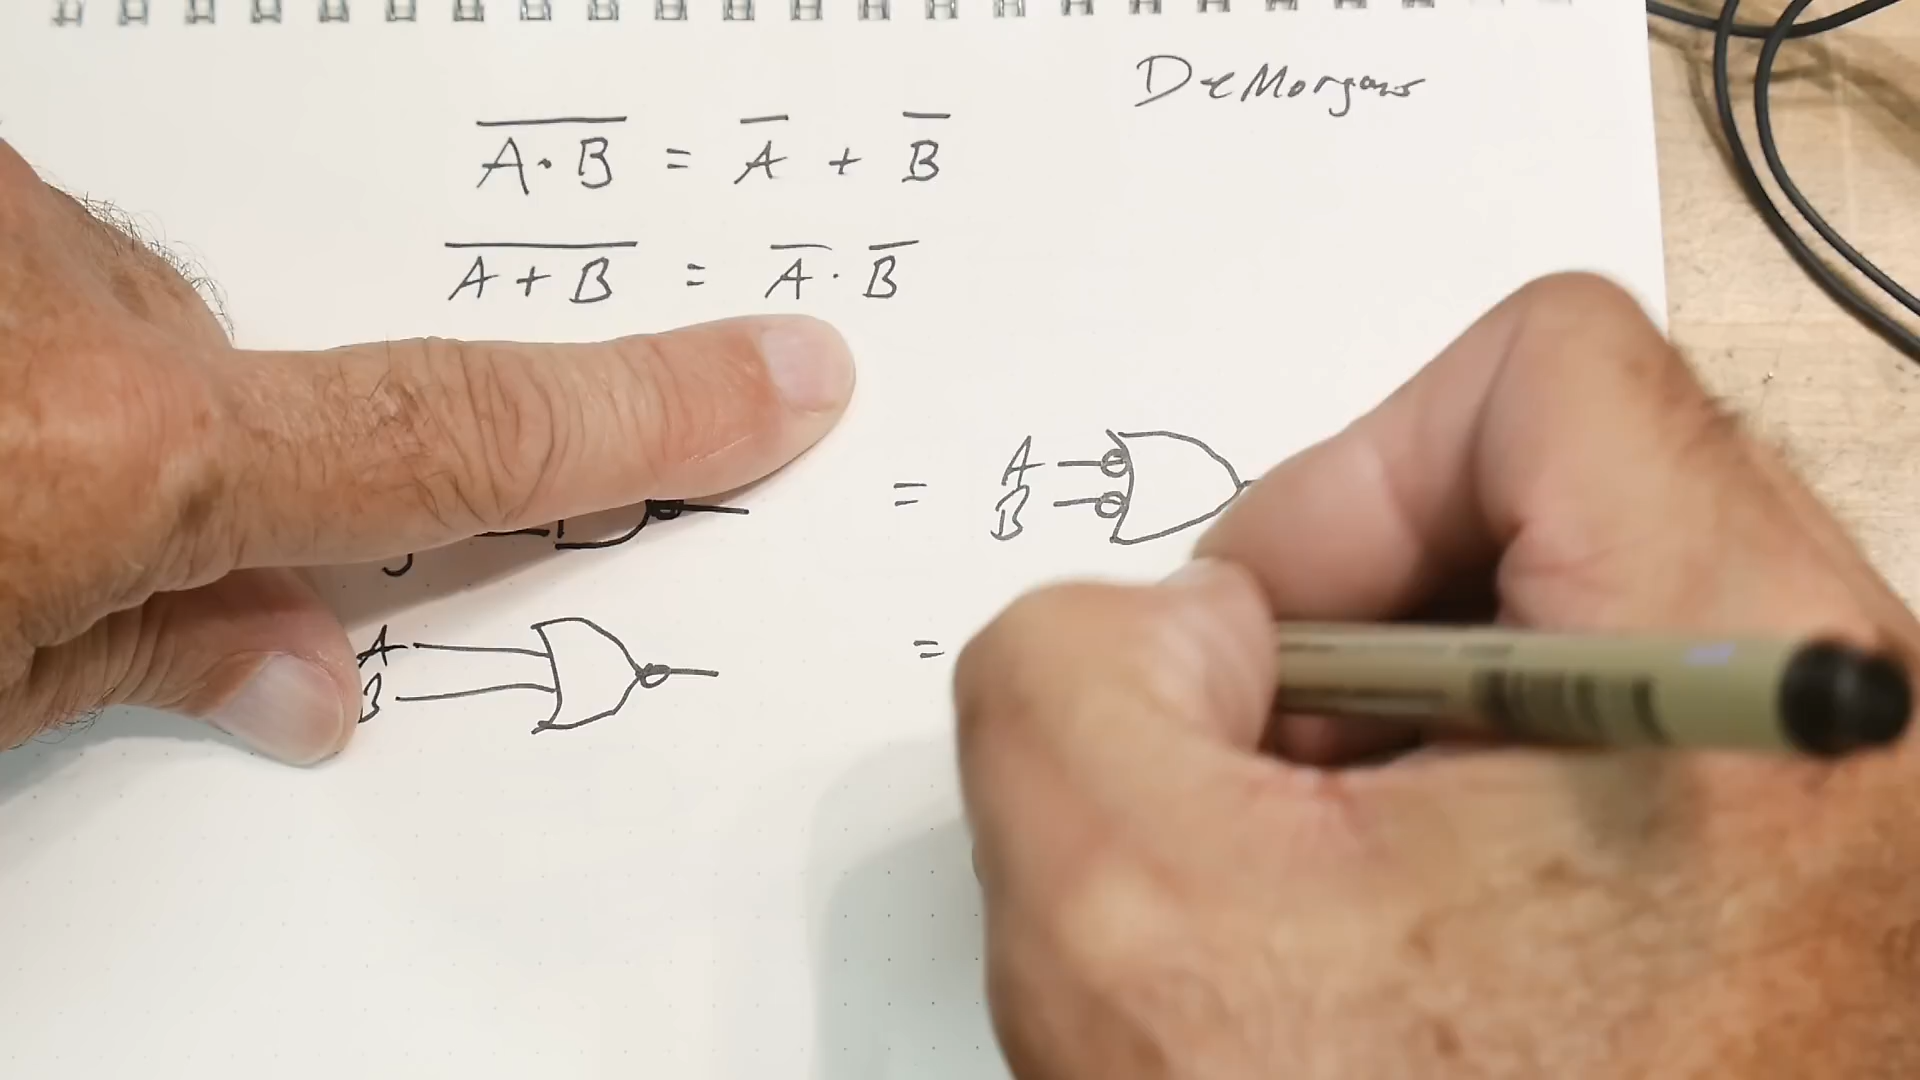 DeMorgans
A · B = A̅ + B̅
A + B = A̅ · B̅
= A
B
A =
B